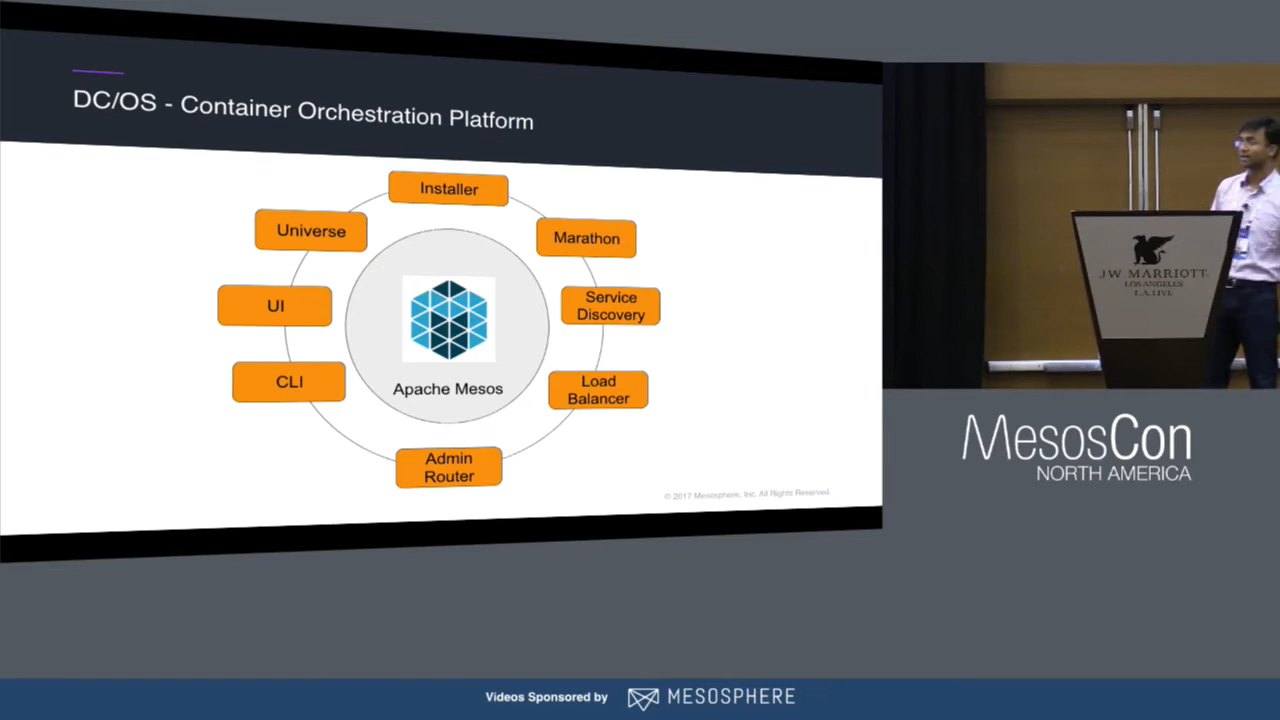 DC/OS - Container Orchestration Platform
Installer
Universe
Marathon
UI
Service
Discovery
CLI
Apache Mesos
Load
Balancer
Admin
Router
© 2017 Mesosphere, Inc. All Rights Reserved.
JW MARRIOTT
LOS ANGELES
L.A. LIVE
MesosCon
NORTH AMERICA
Videos Sponsored by
MESOSPHERE